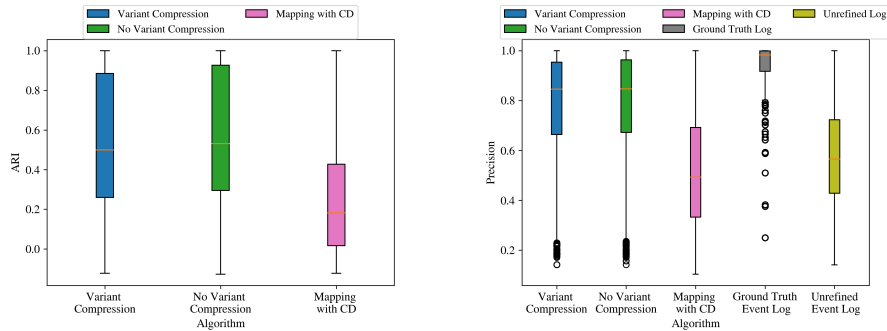 Variant Compression
Mapping with CD
No Variant Compression
1.0
0.8
0.6
0.4
0.2
0.0
ARI
Variant
Compression
No Variant
Compression
Mapping
with CD
Algorithm
Variant Compression
Mapping with CD
Unrefined Log
No Variant Compression
Ground Truth Log
1.0
0.8
0.6
0.4
0.2
Precision
Variant
Compression
No Variant
Compression
Mapping
with CD
Ground Truth
Event Log
Unrefined
Event Log
Algorithm